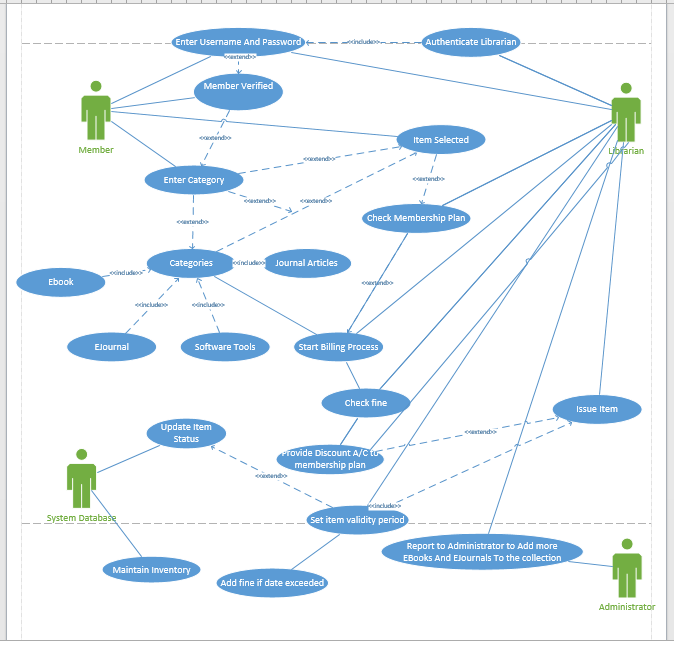 Enter Username And Password
<<include>>
Authenticate Librarian
<<extend>>
Member Verified
Member
<<extend>>
Item Selected
Librarian
<<extend>>
Enter Category
<<extend>>
<<extend>>
<<extend>>
<<extend>>
Check Membership Plan
Categories
<<include>>
Journal Articles
Ebook
<<include>>
<<extend>>
<<include>>
<<include>>
EJournal
Software Tools
Start Billing Process
Check fine
Issue Item
Update Item
Status
<<extend>>
Provide Discount A/C to
membership plan
<<extend>>
<<include>>
System Database
Set item validity period
Report to Administrator to Add more
EBooks And EJournals To the collection
Maintain Inventory
Add fine if date exceeded
Administrator